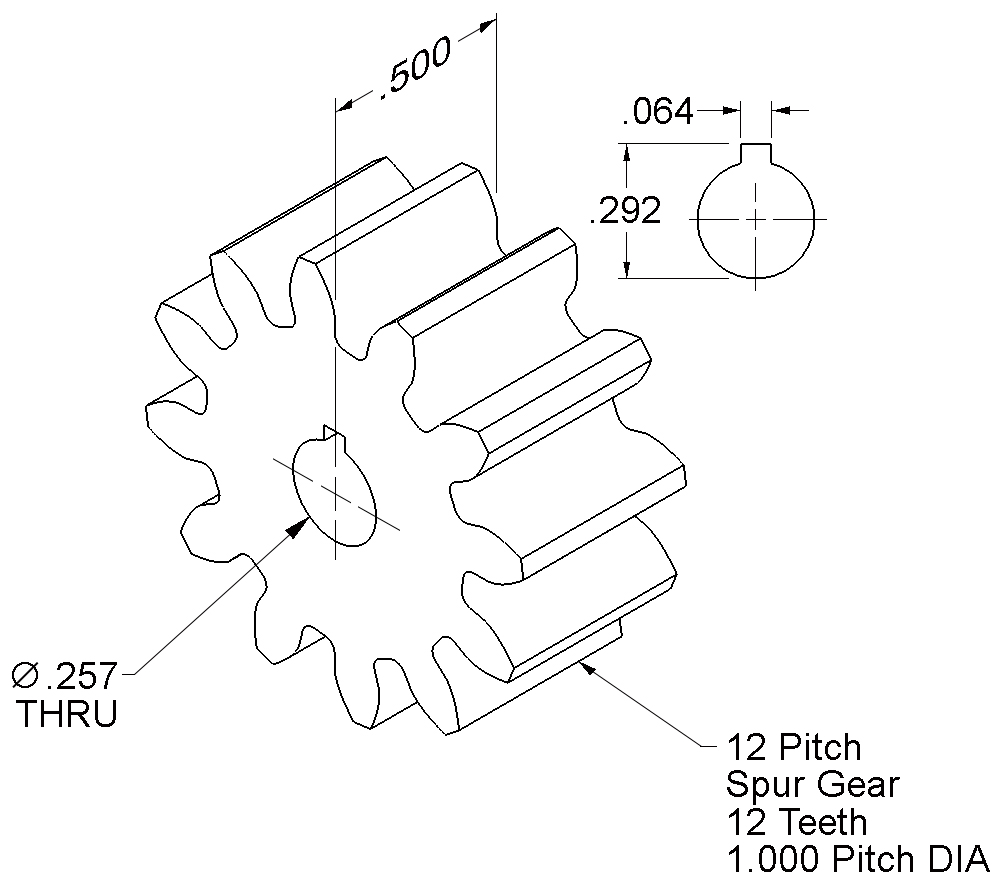 .500
.064
.292
Ø .257
THRU
12 Pitch
Spur Gear
12 Teeth
1.000 Pitch DIA